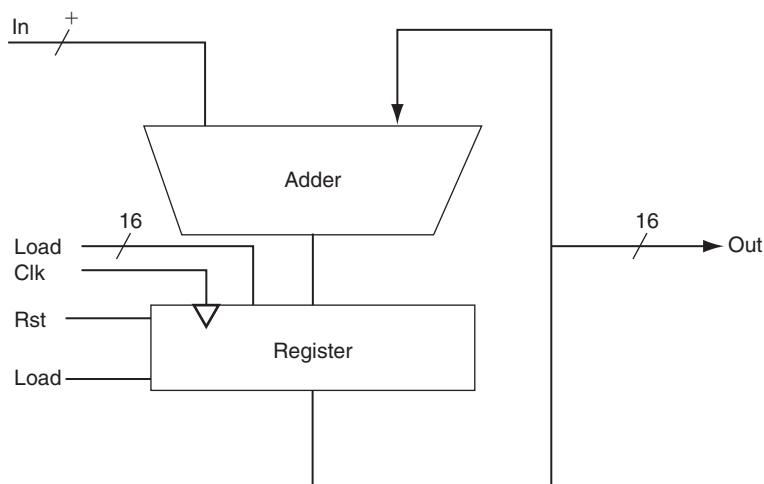 In +
Adder
16
Load
Clk
16
Out
Rst
Register
Load